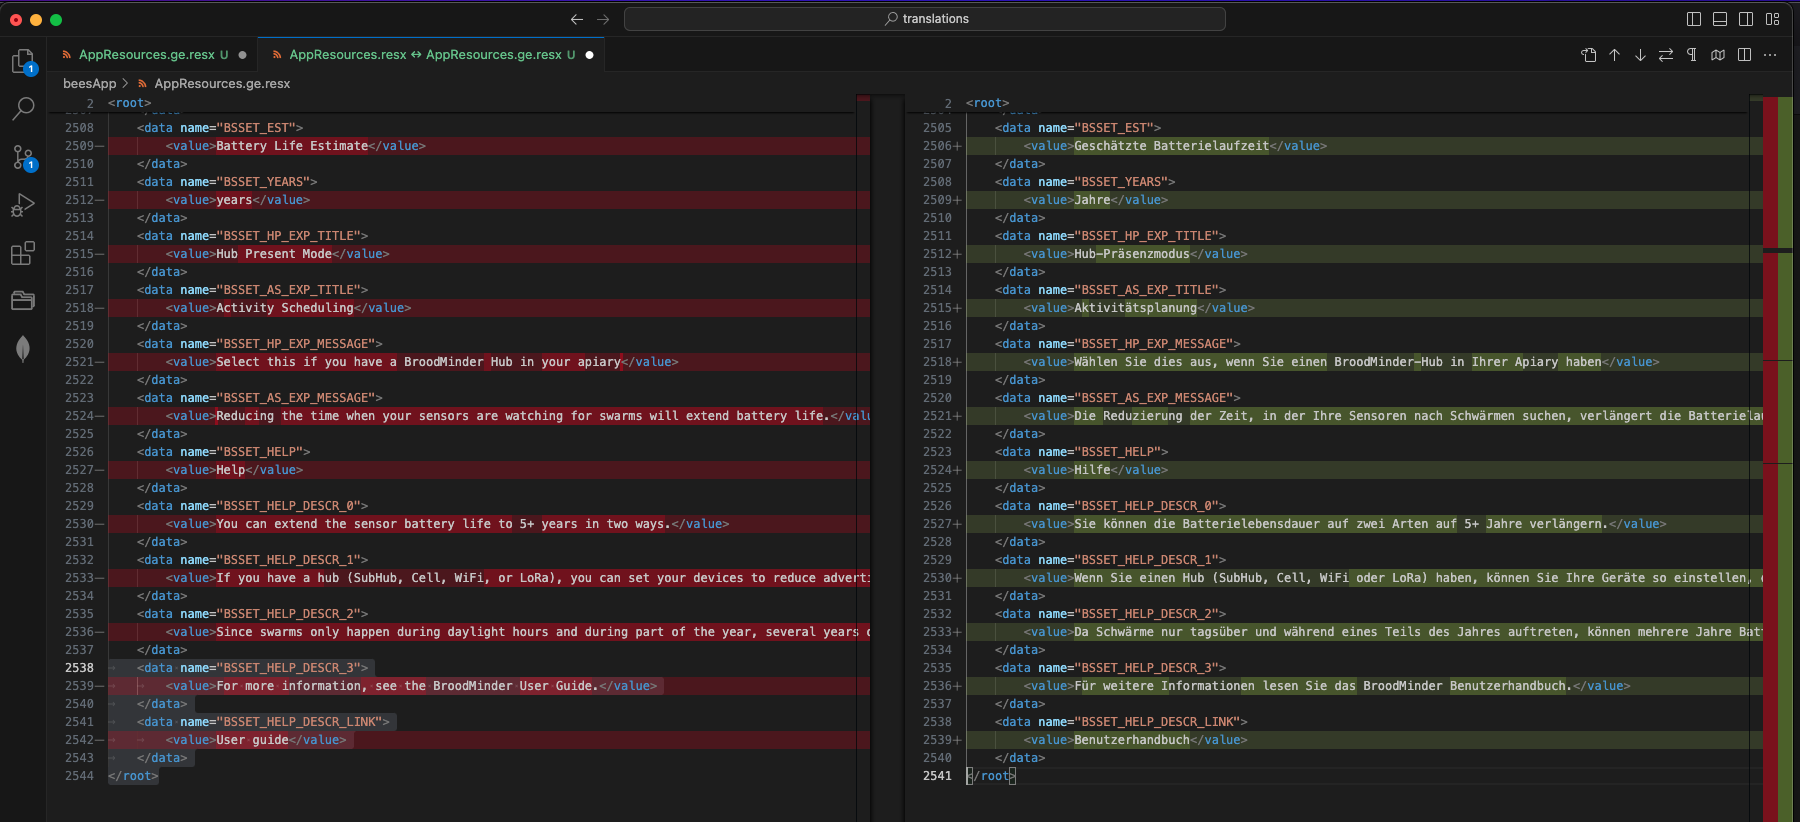 translations
AppResources.ge.resx U
AppResources.resx ↔ AppResources.ge.resx U
beesApp > AppResources.ge.resx
1
1
2 <root>
2508 <data name="BSSET_EST">
2509— <value>Battery Life Estimate</value>
2510 </data>
2511 <data name="BSSET_YEARS">
2512— <value>years</value>
2513 </data>
2514 <data name="BSSET_HP_EXP_TITLE">
2515— <value>Hub Present Mode</value>
2516 </data>
2517 <data name="BSSET_AS_EXP_TITLE">
2518— <value>Activity Scheduling</value>
2519 </data>
2520 <data name="BSSET_HP_EXP_MESSAGE">
2521— <value>Select this if you have a BroodMinder Hub in your apiary</value>
2522 </data>
2523 <data name="BSSET_AS_EXP_MESSAGE">
2524— <value>Reducing the time when your sensors are watching for swarms will extend battery life.</valu
2525 </data>
2526 <data name="BSSET_HELP">
2527— <value>Help</value>
2528 </data>
2529 <data name="BSSET_HELP_DESCR_0">
2530— <value>You can extend the sensor battery life to 5+ years in two ways.</value>
2531 </data>
2532 <data name="BSSET_HELP_DESCR_1">
2533— <value>If you have a hub (SubHub, Cell, WiFi, or LoRa), you can set your devices to reduce adverti
2534 </data>
2535 <data name="BSSET_HELP_DESCR_2">
2536— <value>Since swarms only happen during daylight hours and during part of the year, several years
2537 </data>
2538 <data name="BSSET_HELP_DESCR_3">
2539— <value>For more information, see the BroodMinder User Guide.</value>
2540 </data>
2541 <data name="BSSET_HELP_DESCR_LINK">
2542— <value>User guide</value>
2543 </data>
2544 </root>
2 <root>
2505 <data name="BSSET_EST">
2506+ <value>Geschätzte Batterielaufzeit</value>
2507 </data>
2508 <data name="BSSET_YEARS">
2509+ <value>Jahre</value>
2510 </data>
2511 <data name="BSSET_HP_EXP_TITLE">
2512+ <value>Hub-Präsenzmodus</value>
2513 </data>
2514 <data name="BSSET_AS_EXP_TITLE">
2515+ <value>Aktivitätsplanung</value>
2516 </data>
2517 <data name="BSSET_HP_EXP_MESSAGE">
2518+ <value>Wählen Sie dies aus, wenn Sie einen BroodMinder-Hub in Ihrer Apiary haben</value>
2519 </data>
2520 <data name="BSSET_AS_EXP_MESSAGE">
2521+ <value>Die Reduzierung der Zeit, in der Ihre Sensoren nach Schwärmen suchen, verlängert die Batteriela
2522 </data>
2523 <data name="BSSET_HELP">
2524+ <value>Hilfe</value>
2525 </data>
2526 <data name="BSSET_HELP_DESCR_0">
2527+ <value>Sie können die Batterielebensdauer auf zwei Arten auf 5+ Jahre verlängern.</value>
2528 </data>
2529 <data name="BSSET_HELP_DESCR_1">
2530+ <value>Wenn Sie einen Hub (SubHub, Cell, WiFi oder LoRa) haben, können Sie Ihre Geräte so einstellen,
2531 </data>
2532 <data name="BSSET_HELP_DESCR_2">
2533+ <value>Da Schwärme nur tagsüber und während eines Teils des Jahres auftreten, können mehrere Jahre Bat
2534 </data>
2535 <data name="BSSET_HELP_DESCR_3">
2536+ <value>Für weitere Informationen lesen Sie das BroodMinder Benutzerhandbuch.</value>
2537 </data>
2538 <data name="BSSET_HELP_DESCR_LINK">
2539+ <value>Benutzerhandbuch</value>
2540 </data>
2541 </root>